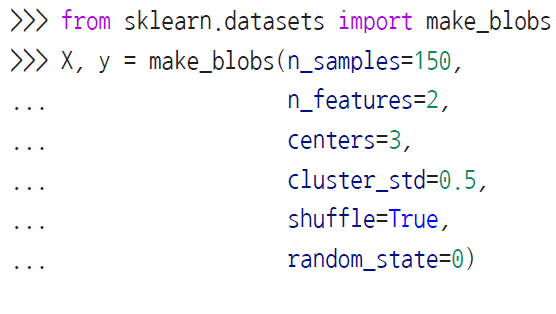 >>> from sklearn.datasets import make_blobs
>>> X, y = make_blobs(n_samples=150,
...                   n_features=2,
...                   centers=3,
...                   cluster_std=0.5,
...                   shuffle=True,
...                   random_state=0)